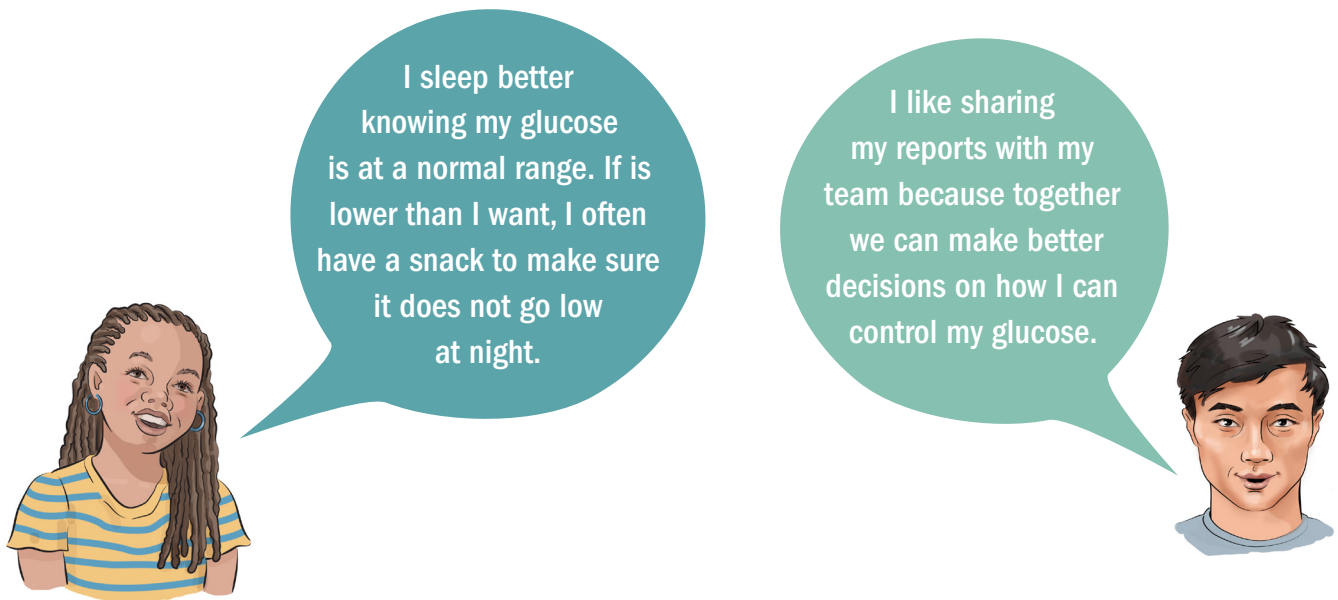 I sleep better
knowing my glucose
is at a normal range. If is
lower than I want, I often
have a snack to make sure
it does not go low
at night.
I like sharing
my reports with my
team because together
we can make better
decisions on how I can
control my glucose.